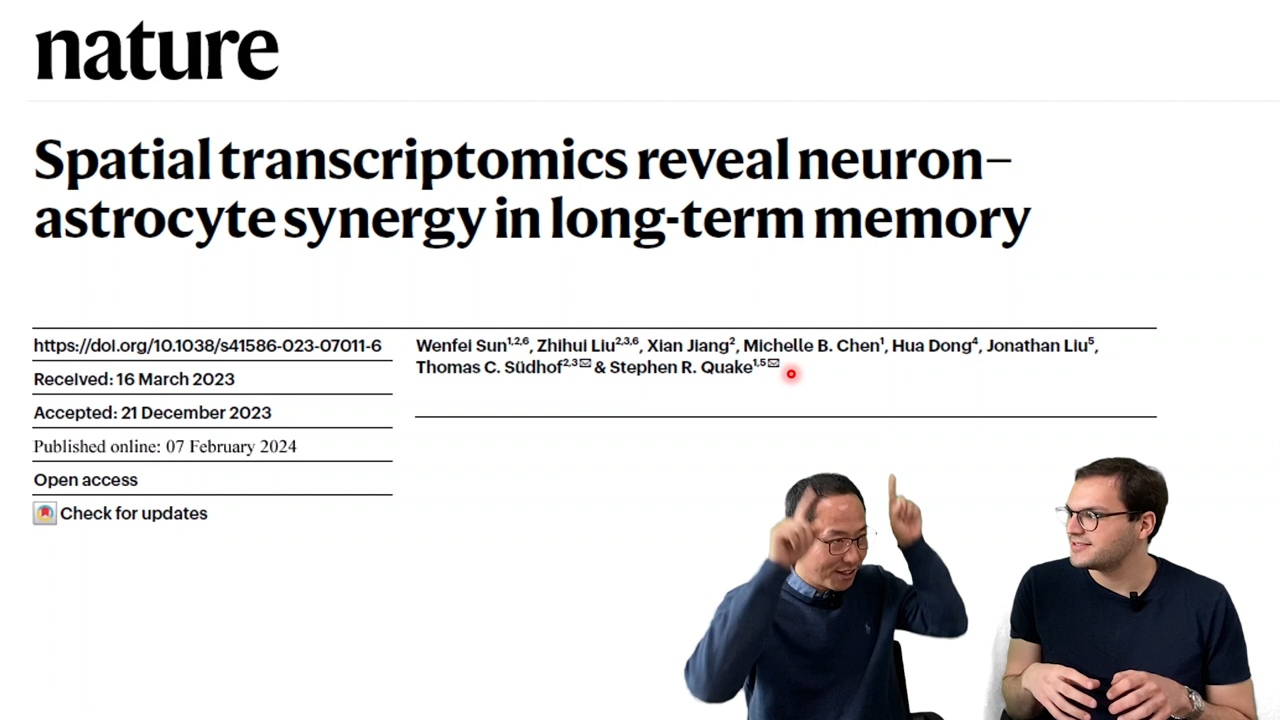 nature
Spatial transcriptomics reveal neuron–
astrocyte synergy in long-term memory
https://doi.org/10.1038/s41586-023-07011-6
Received: 16 March 2023
Accepted: 21 December 2023
Published online: 07 February 2024
Open access
Check for updates
Wenfei Sun1,2,6, Zhihui Liu2,3,6, Xian Jiang2, Michelle B. Chen1, Hua Dong4, Jonathan Liu5,
Thomas C. Südhof2,3✉ & Stephen R. Quake1,5✉